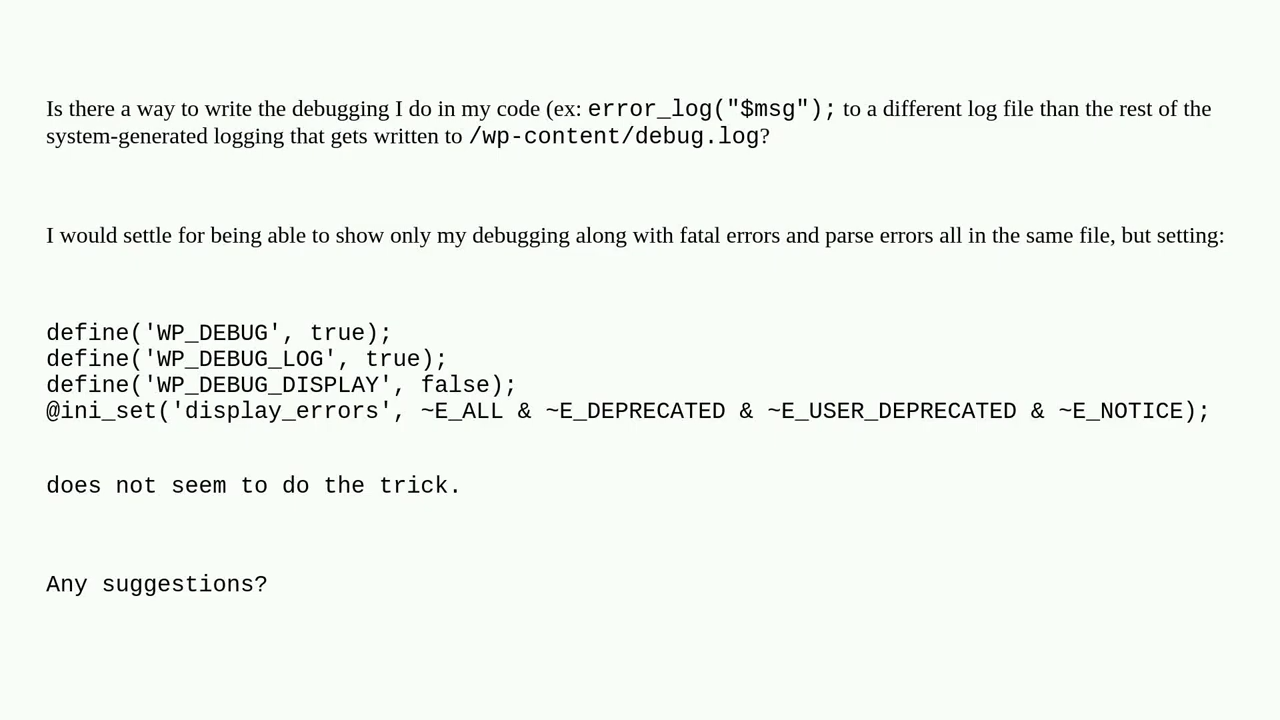 Is there a way to write the debugging I do in my code (ex: error_log("$msg"); to a different log file than the rest of the
system-generated logging that gets written to /wp-content/debug.log?
I would settle for being able to show only my debugging along with fatal errors and parse errors all in the same file, but setting:
define('WP_DEBUG', true);
define('WP_DEBUG_LOG', true);
define('WP_DEBUG_DISPLAY', false);
@ini_set('display_errors', ~E_ALL & ~E_DEPRECATED & ~E_USER_DEPRECATED & ~E_NOTICE);
does not seem to do the trick.
Any suggestions?